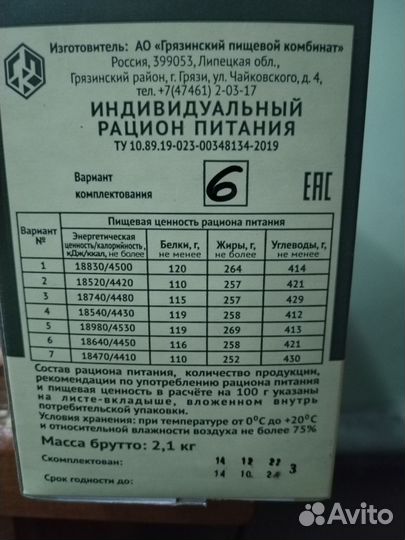 Изготовитель: АО «Грязинский пищевой комбинат»
Россия, 399053, Липецкая обл.,
Грязинский район, г. Грязи, ул. Чайковского, д. 4,
тел. +7(47461) 2-03-17
ИНДИВИДУАЛЬНЫЙ
РАЦИОН ПИТАНИЯ
ТУ 10.89.19-023-00348134-2019
Вариант
комплектования
6
ЕАС
Пищевая ценность рациона питания
Вариант № Энергетическая ценность/калорийность, кДж/ккал, не более Белки, г, не менее Жиры, г, не более Углеводы, г, не менее
1 18830/4500 120 264 414
2 18520/4420 110 257 421
3 18740/4480 115 257 429
4 18540/4430 119 258 412
5 18980/4530 119 269 413
6 18640/4450 116 258 421
7 18470/4410 110 252 430
Состав рациона питания, количество продукции,
рекомендации по употреблению рациона питания
и пищевая ценность в расчёте на 100 г указаны
на листе-вкладыше, вложенном внутрь
потребительской упаковки.
Условия хранения: при температуре от 0°С до +20°С
и относительной влажности воздуха не более 75%
Масса брутто: 2,1 кг
Скомплектован: 14 12 22 3
Срок годности до: 14 10 24
Avito